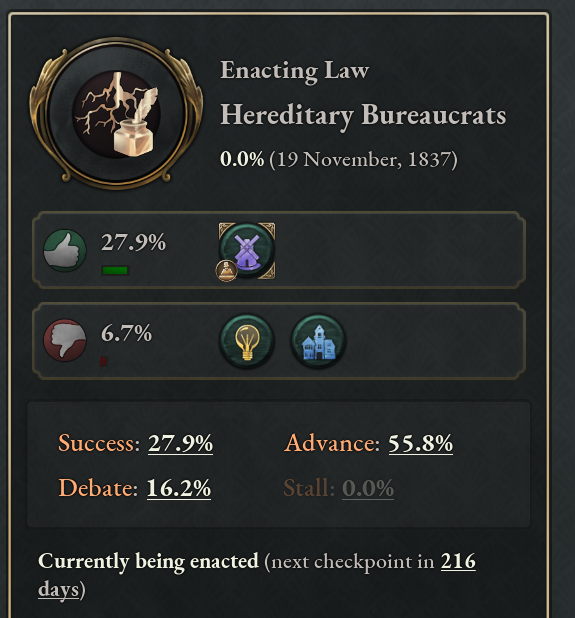 Enacting Law
Hereditary Bureaucrats
0.0% (19 November, 1837)
27.9%
6.7%
Success: 27.9% Advance: 55.8%
Debate: 16.2% Stall: 0.0%
Currently being enacted (next checkpoint in 216
days)